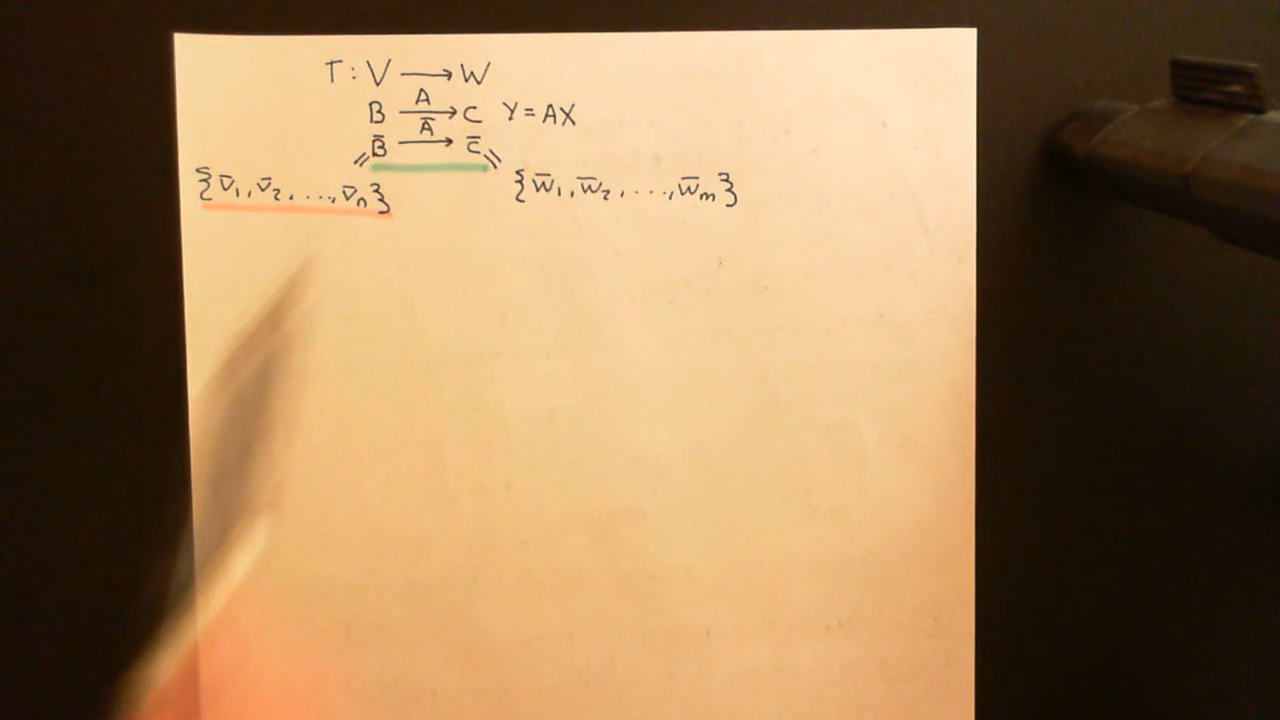 T: V ⟶ W
B —A→ C Y = AX
B̄ —Ā→ C̄
{v̄₁, v̄₂, ..., v̄ₙ} {w̄₁, w̄₂, ..., w̄ₘ}